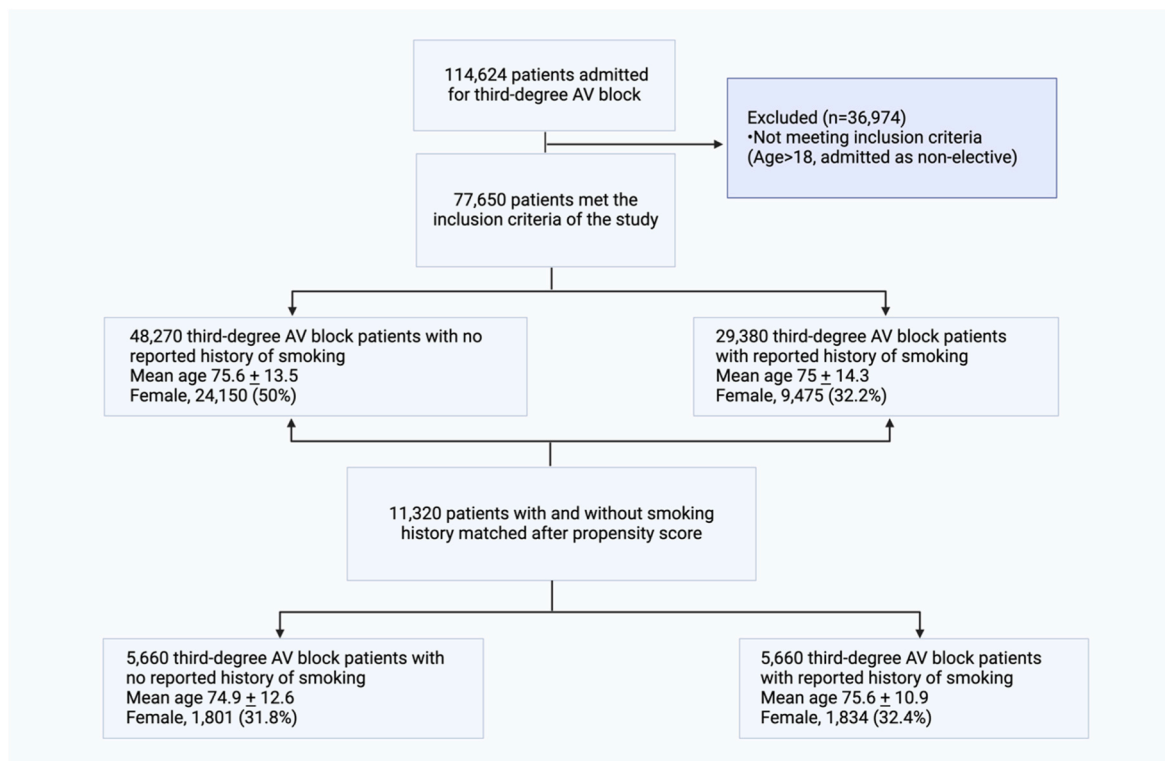 114,624 patients admitted
for third-degree AV block
Excluded (n=36,974)
•Not meeting inclusion criteria
(Age>18, admitted as non-elective)
77,650 patients met the
inclusion criteria of the study
48,270 third-degree AV block patients with no
reported history of smoking
Mean age 75.6 ± 13.5
Female, 24,150 (50%)
29,380 third-degree AV block patients
with reported history of smoking
Mean age 75 ± 14.3
Female, 9,475 (32.2%)
11,320 patients with and without smoking
history matched after propensity score
5,660 third-degree AV block patients with
no reported history of smoking
Mean age 74.9 ± 12.6
Female, 1,801 (31.8%)
5,660 third-degree AV block patients
with reported history of smoking
Mean age 75.6 ± 10.9
Female, 1,834 (32.4%)